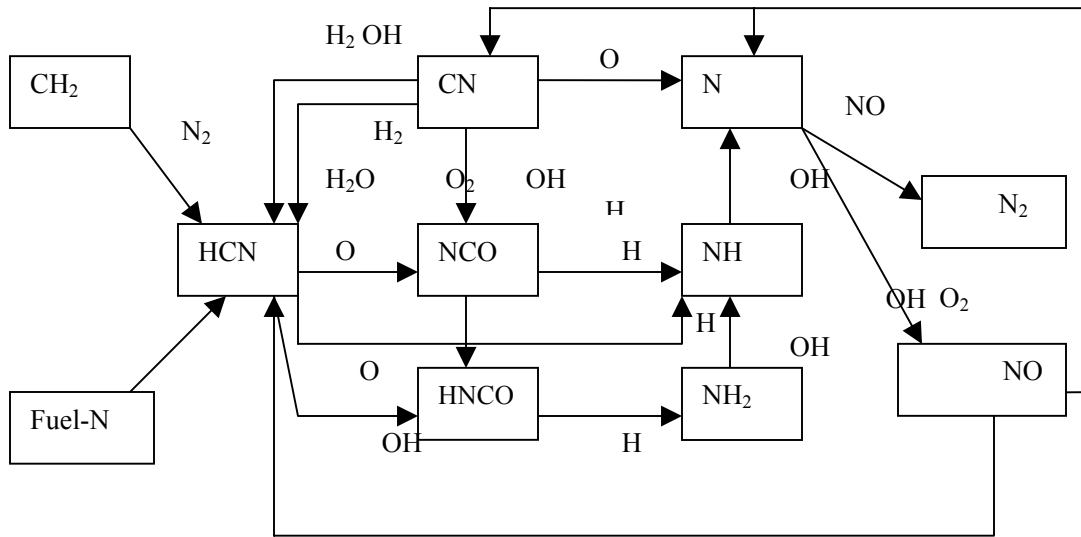 H₂ OH
CH₂
CN
O
N
NO
N₂
H₂
H₂O
O₂
OH
OH
N₂
H
HCN
O
NCO
H
NH
OH O₂
H
O
OH
NO
Fuel-N
HNCO
NH₂
OH
H